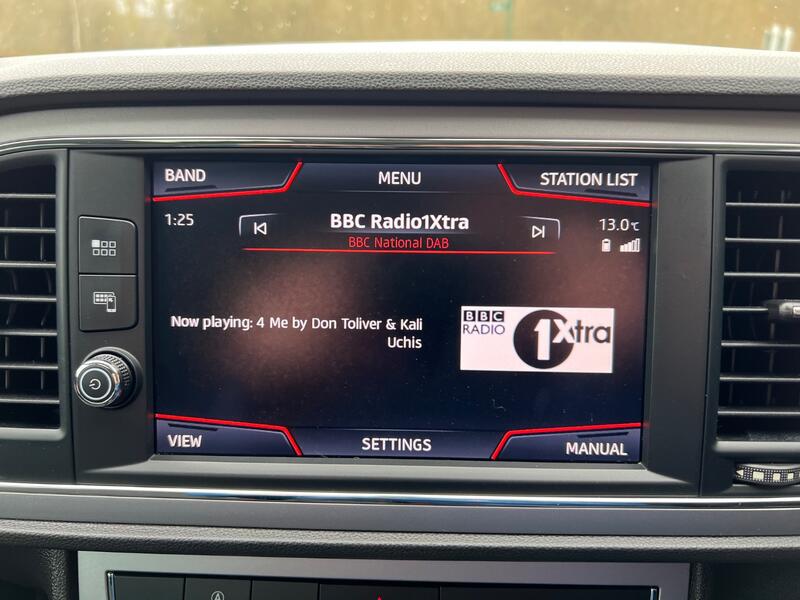 BAND
MENU
STATION LIST
1:25
BBC Radio1Xtra
13.0°C
BBC National DAB
Now playing: 4 Me by Don Toliver & Kali
Uchis
BBC
RADIO
1Xtra
VIEW
SETTINGS
MANUAL
A